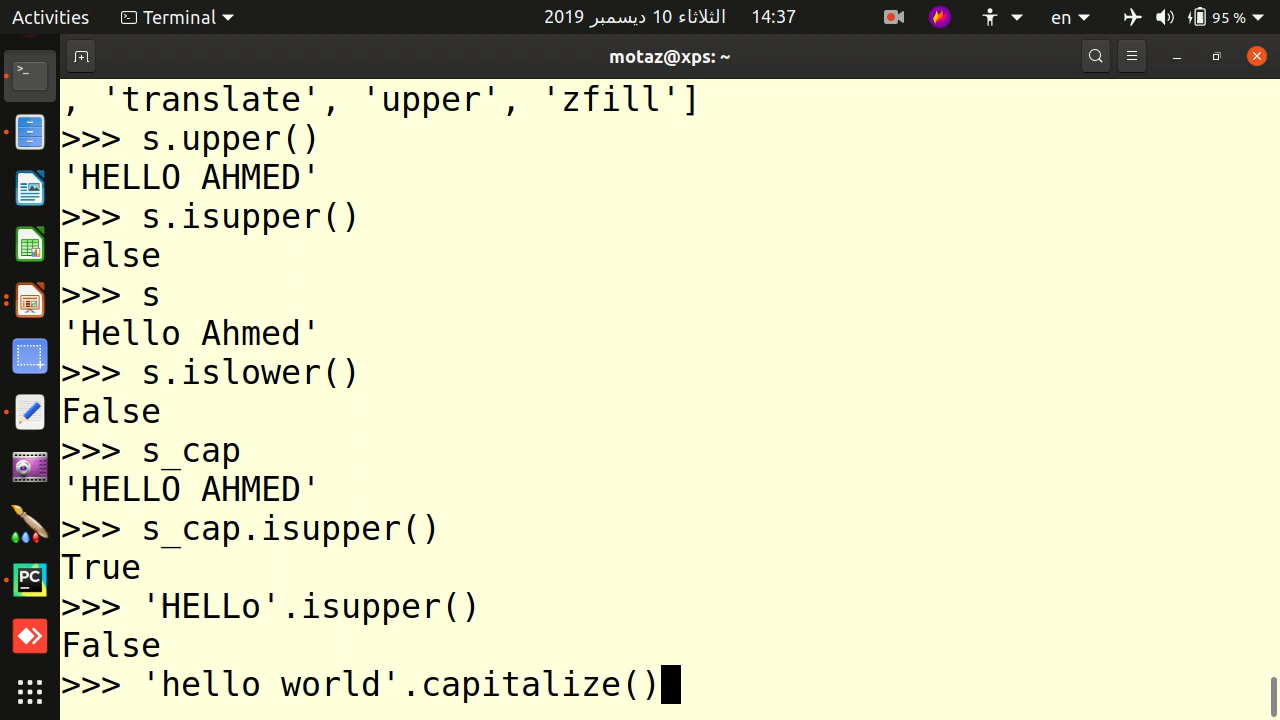 Activities Terminal الثلاثاء 10 ديسمبر 2019 14:37 en 95 %
motaz@xps: ~
, 'translate', 'upper', 'zfill']
>>> s.upper()
'HELLO AHMED'
>>> s.isupper()
False
>>> s
'Hello Ahmed'
>>> s.islower()
False
>>> s_cap
'HELLO AHMED'
>>> s_cap.isupper()
True
>>> 'HELLo'.isupper()
False
>>> 'hello world'.capitalize()
PC